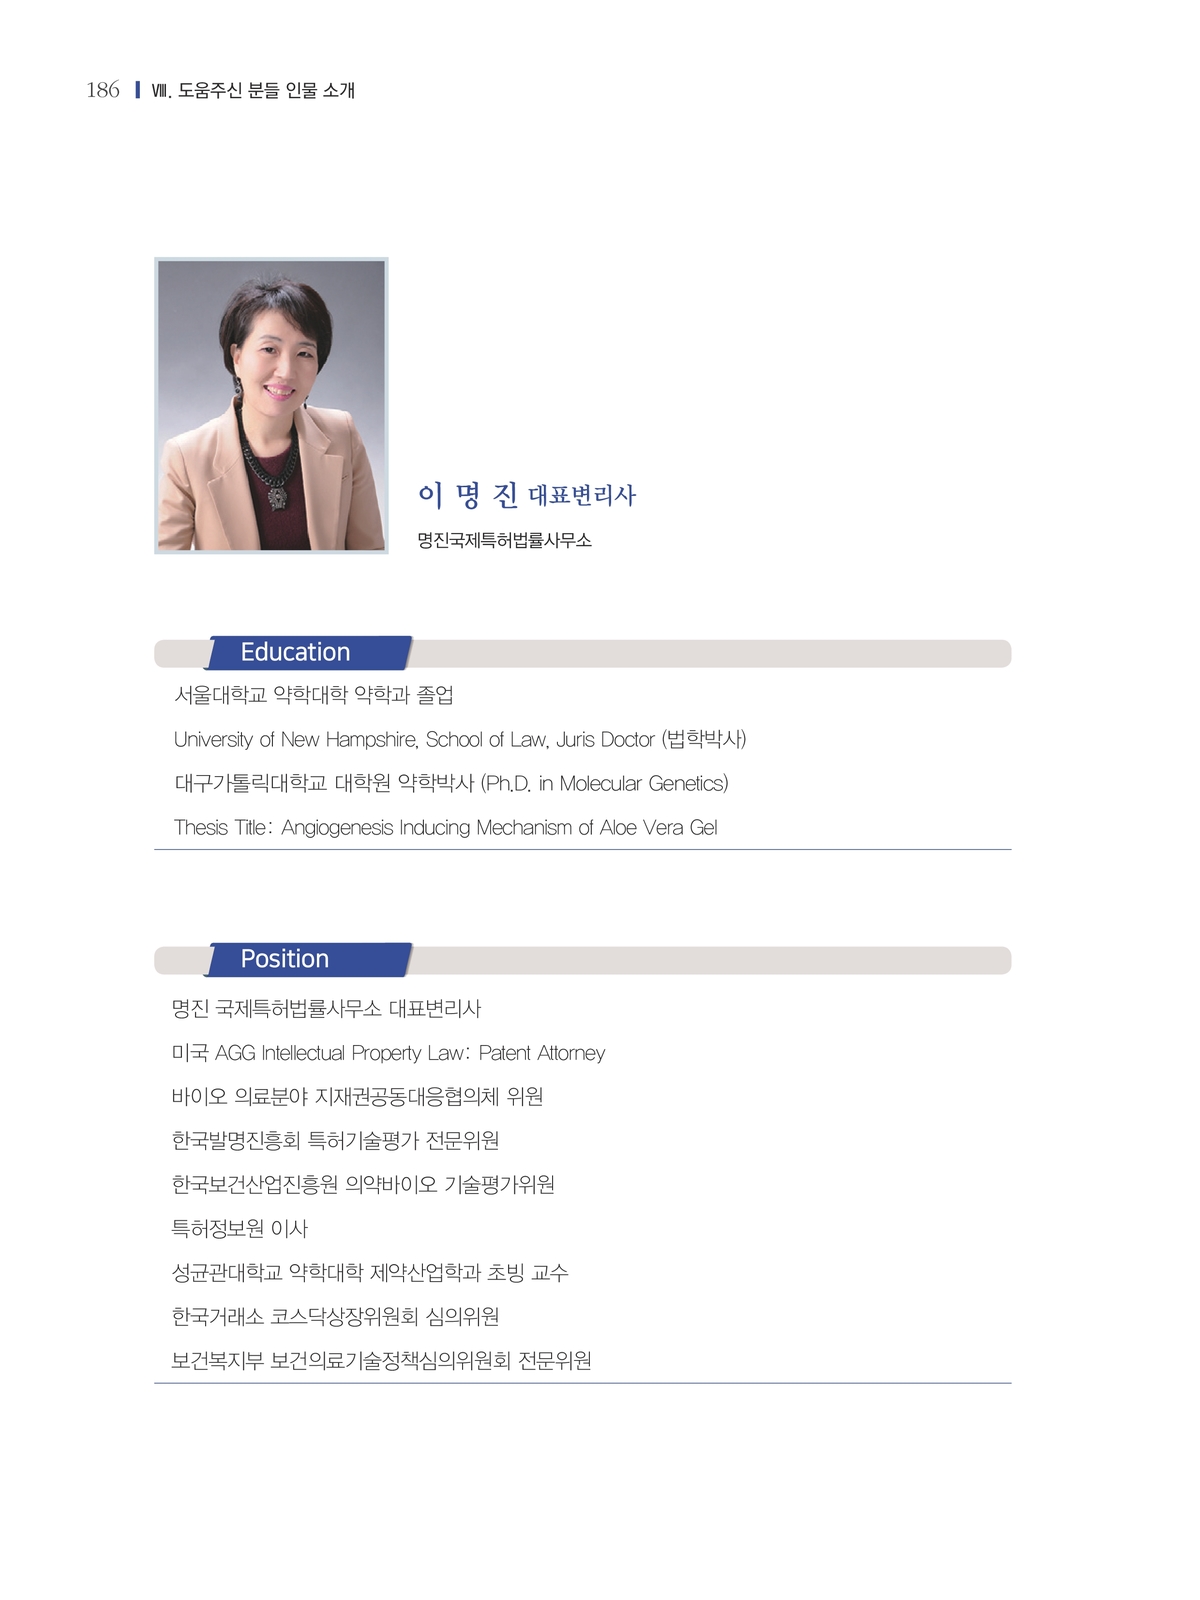 186 Ⅷ. 도움주신 분들 인물 소개
이 명 진 대표변리사
명진국제특허법률사무소
Education
서울대학교 약학대학 약학과 졸업
University of New Hampshire, School of Law, Juris Doctor (법학박사)
대구가톨릭대학교 대학원 약학박사 (Ph.D. in Molecular Genetics)
Thesis Title: Angiogenesis Inducing Mechanism of Aloe Vera Gel
Position
명진 국제특허법률사무소 대표변리사
미국 AGG Intellectual Property Law: Patent Attorney
바이오 의료분야 지재권공동대응협의체 위원
한국발명진흥회 특허기술평가 전문위원
한국보건산업진흥원 의약바이오 기술평가위원
특허정보원 이사
성균관대학교 약학대학 제약산업학과 초빙 교수
한국거래소 코스닥상장위원회 심의위원
보건복지부 보건의료기술정책심의위원회 전문위원